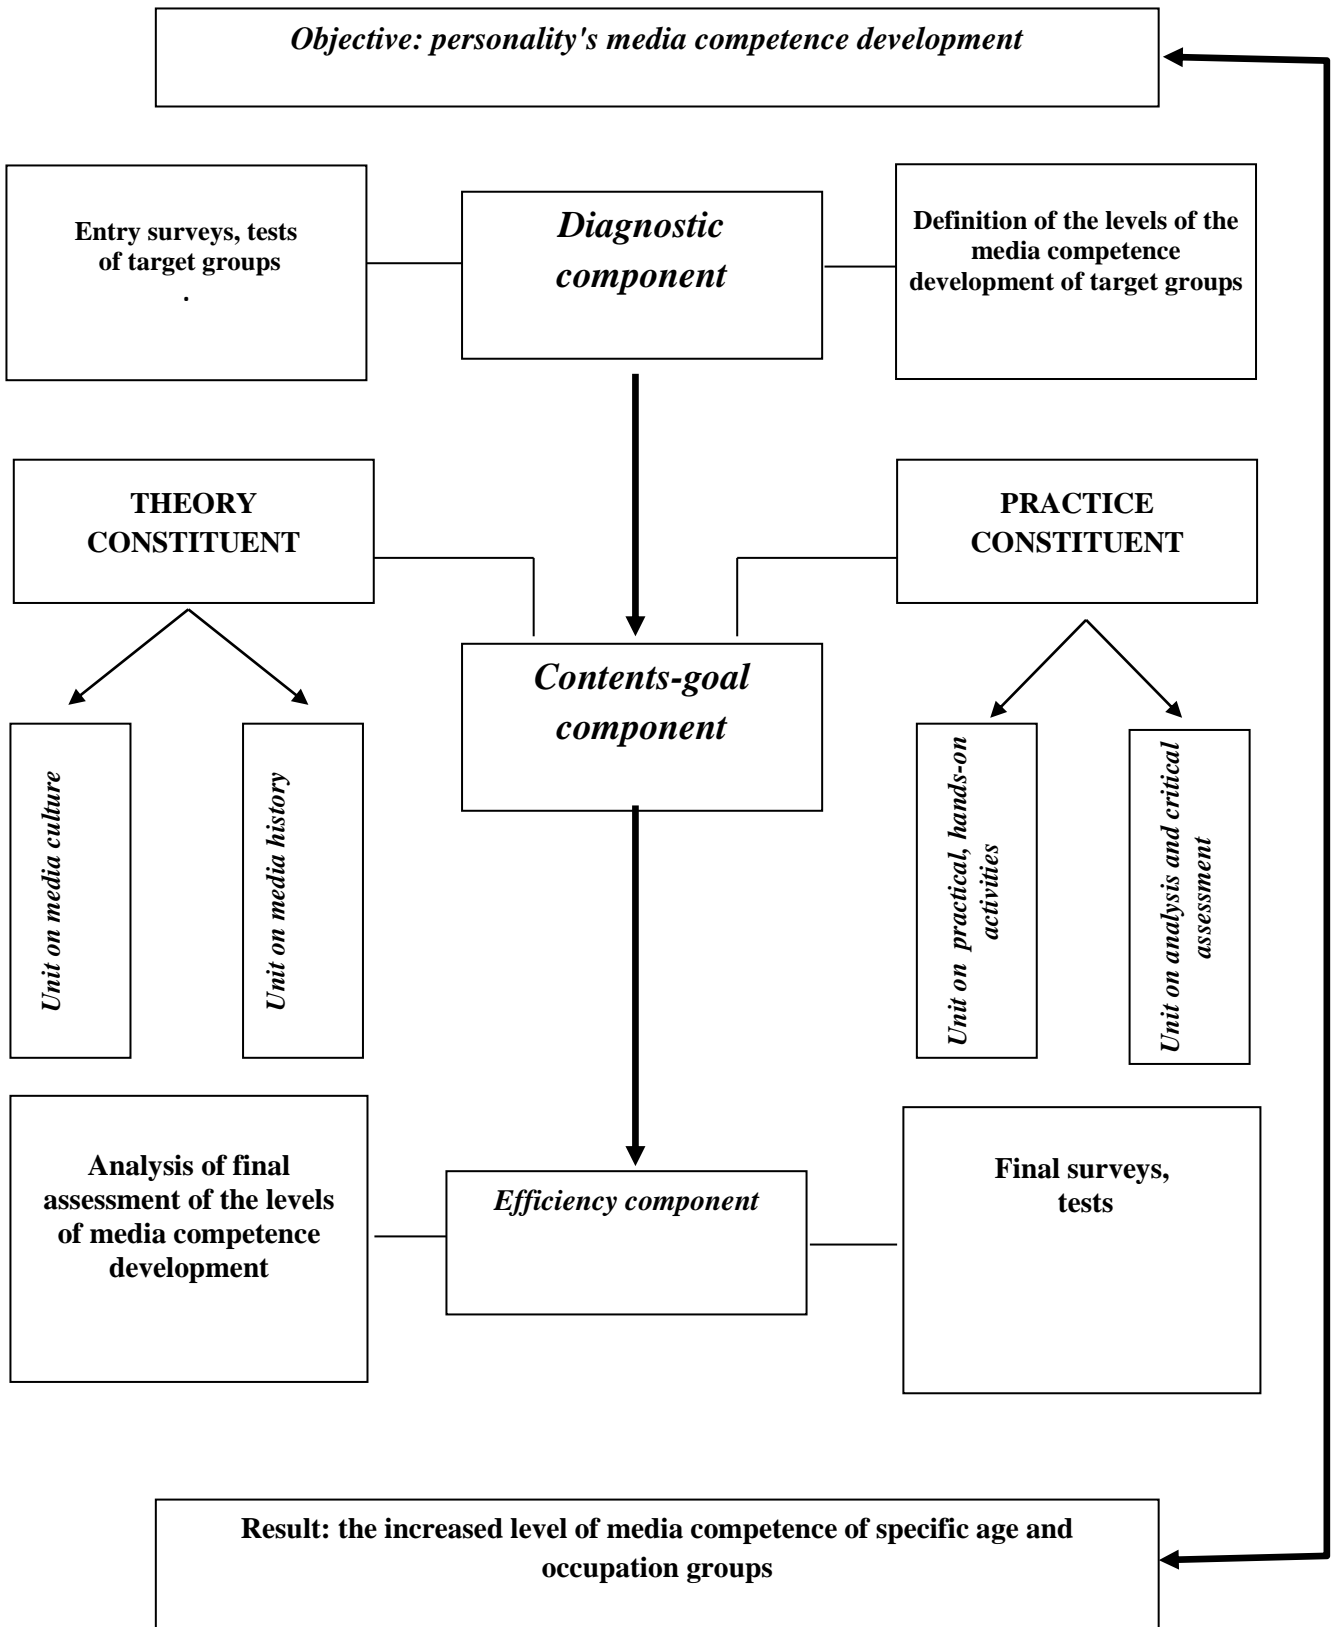 Objective: personality's media competence development
Entry surveys, tests
of target groups
.
Diagnostic
component
Definition of the levels of the
media competence
development of target groups
THEORY
CONSTITUENT
PRACTICE
CONSTITUENT
Contents-goal
component
Unit on media culture
Unit on media history
Unit on  practical, hands-on
activities
Unit on analysis and critical
assessment
Analysis of final
assessment of the levels
of media competence
development
Efficiency component
Final surveys,
tests
Result: the increased level of media competence of specific age and
occupation groups